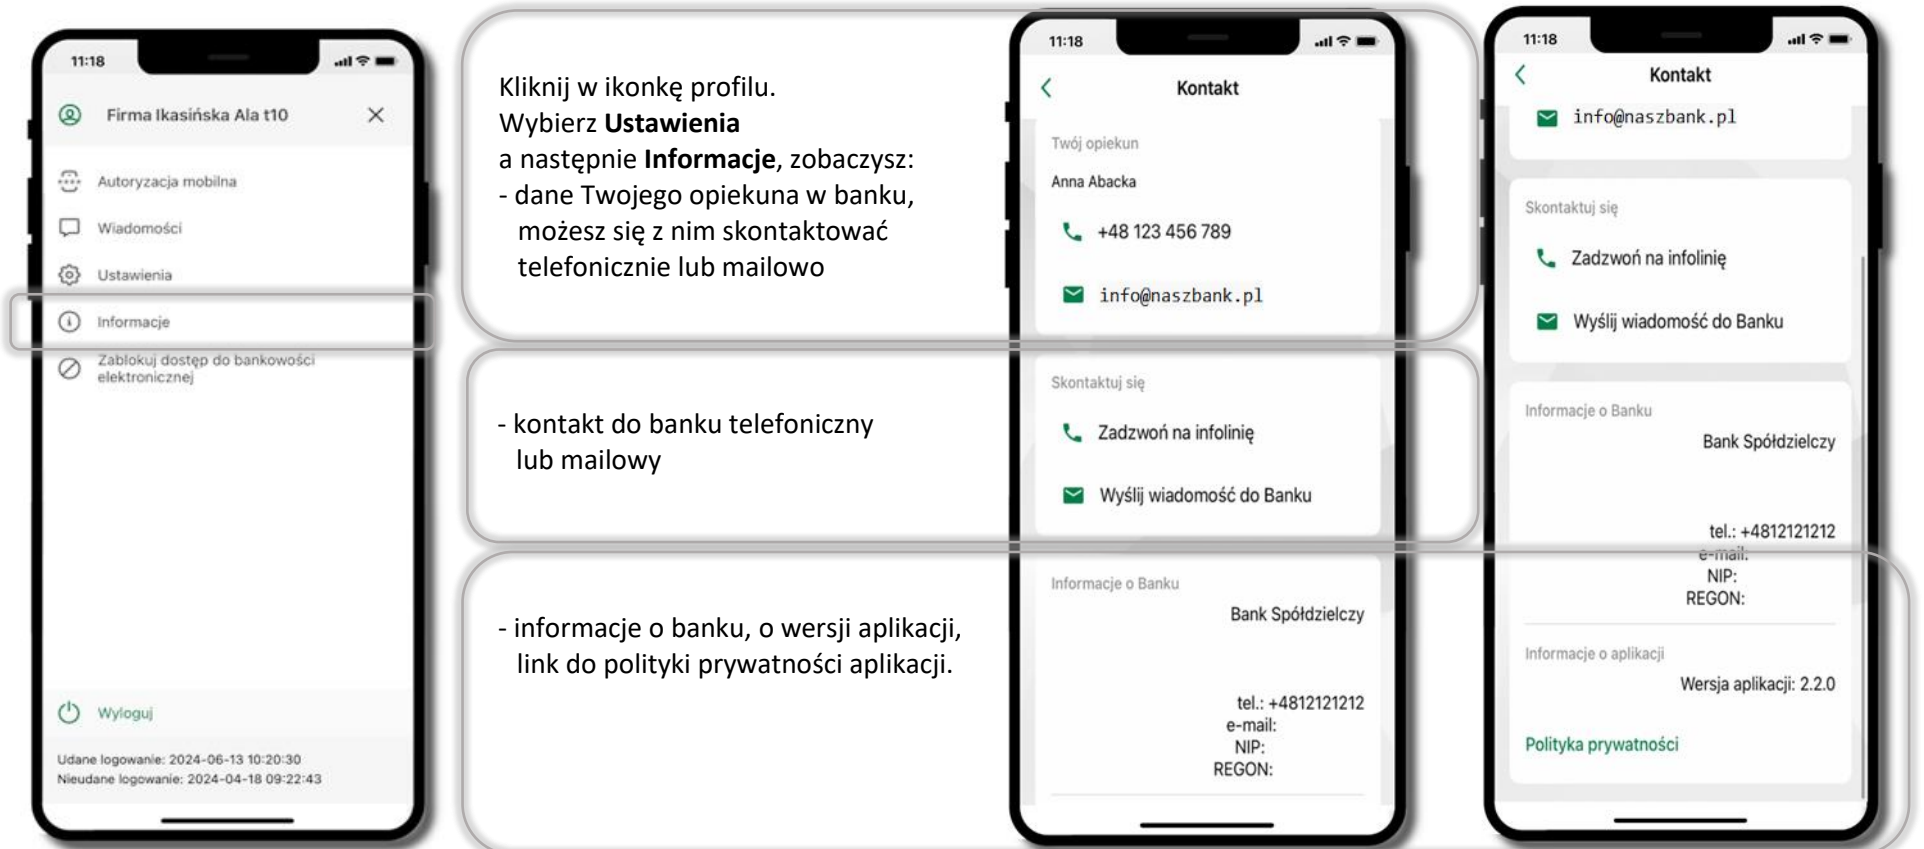 11:18
Firma Ikasińska Ala t10
Autoryzacja mobilna
Wiadomości
Ustawienia
Informacje
Zablokuj dostęp do bankowości
elektronicznej
Wyloguj
Udane logowanie: 2024-06-13 10:20:30
Nieudane logowanie: 2024-04-18 09:22:43
Kliknij w ikonkę profilu.
Wybierz Ustawienia
a następnie Informacje, zobaczysz:
- dane Twojego opiekuna w banku,
możesz się z nim skontaktować
telefonicznie lub mailowo
- kontakt do banku telefoniczny
lub mailowy
- informacje o banku, o wersji aplikacji,
link do polityki prywatności aplikacji.
11:18
Kontakt
Twój opiekun
Anna Abacka
+48 123 456 789
info@naszbank.pl
Skontaktuj się
Zadzwoń na infolinię
Wyślij wiadomość do Banku
Informacje o Banku
Bank Spółdzielczy
tel.: +4812121212
e-mail:
NIP:
REGON:
11:18
Kontakt
info@naszbank.pl
Skontaktuj się
Zadzwoń na infolinię
Wyślij wiadomość do Banku
Informacje o Banku
Bank Spółdzielczy
tel.: +4812121212
e-mail:
NIP:
REGON:
Informacje o aplikacji
Wersja aplikacji: 2.2.0
Polityka prywatności